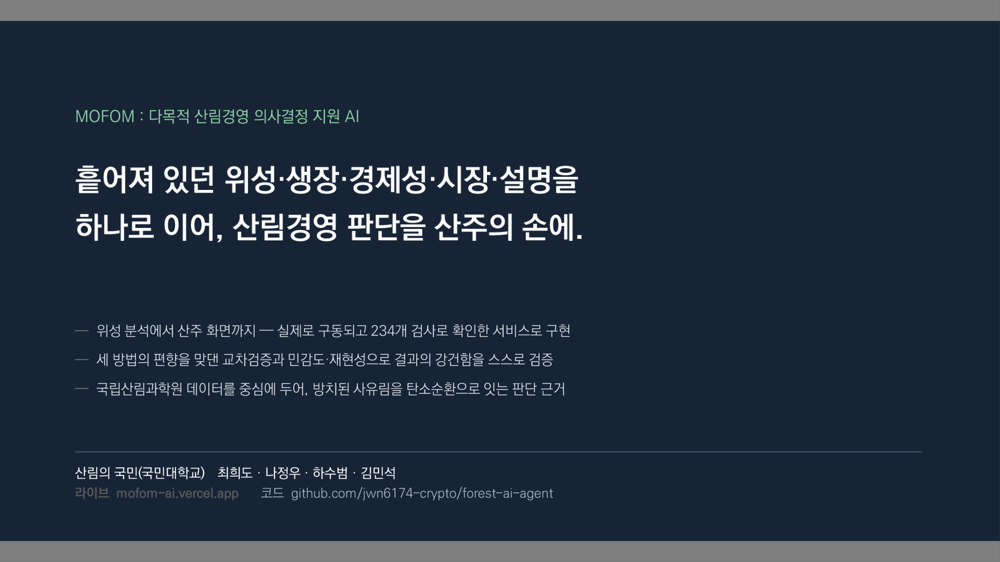 MOFOM : 다목적 산림경영 의사결정 지원 AI
흩어져 있던 위성·생장·경제성·시장·설명을
하나로 이어, 산림경영 판단을 산주의 손에.
— 위성 분석에서 산주 화면까지 — 실제로 구동되고 234개 검사로 확인한 서비스로 구현
— 세 방법의 편향을 맞댄 교차검증과 민감도·재현성으로 결과의 강건함을 스스로 검증
— 국립산림과학원 데이터를 중심에 두어, 방치된 사유림을 탄소순환으로 잇는 판단 근거
산림의 국민(국민대학교) 최희도 · 나정우 · 하수범 · 김민석
라이브 mofom-ai.vercel.app 코드 github.com/jwn6174-crypto/forest-ai-agent